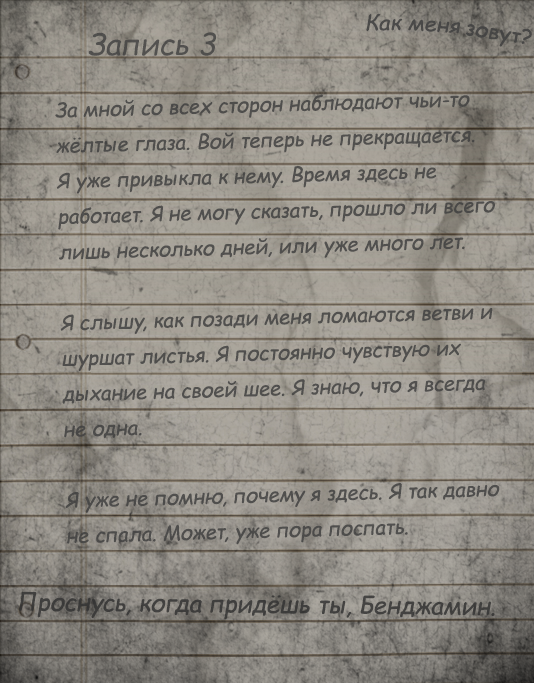 Как меня зовут?
Запись 3
За мной со всех сторон наблюдают чьи-то
жёлтые глаза. Вой теперь не прекращается.
Я уже привыкла к нему. Время здесь не
работает. Я не могу сказать, прошло ли всего
лишь несколько дней, или уже много лет.
Я слышу, как позади меня ломаются ветви и
шуршат листья. Я постоянно чувствую их
дыхание на своей шее. Я знаю, что я всегда
не одна.
Я уже не помню, почему я здесь. Я так давно
не спала. Может, уже пора поспать.
Проснусь, когда придёшь ты, Бенджамин.